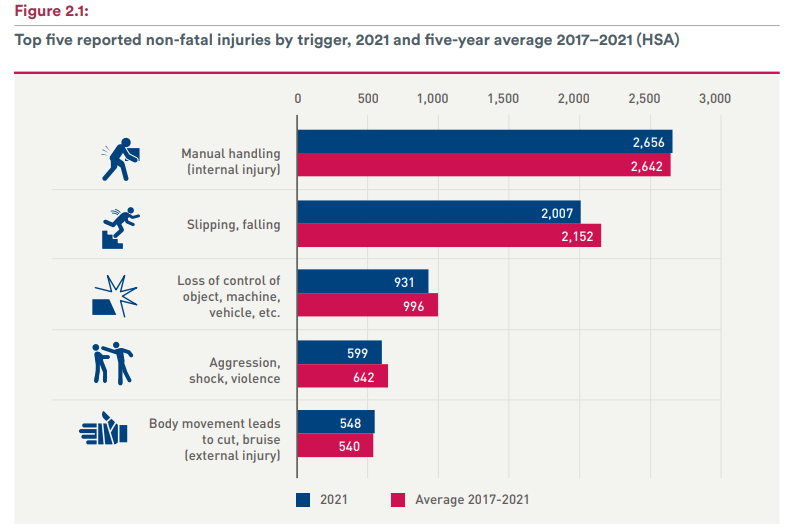 Figure 2.1:
Top five reported non-fatal injuries by trigger, 2021 and five-year average 2017–2021 (HSA)
0 500 1,000 1,500 2,000 2,500 3,000
Manual handling
(internal injury)
2,656
2,642
Slipping, falling
2,007
2,152
Loss of control of
object, machine,
vehicle, etc.
931
996
Aggression,
shock, violence
599
642
Body movement leads
to cut, bruise
(external injury)
548
540
2021 Average 2017-2021